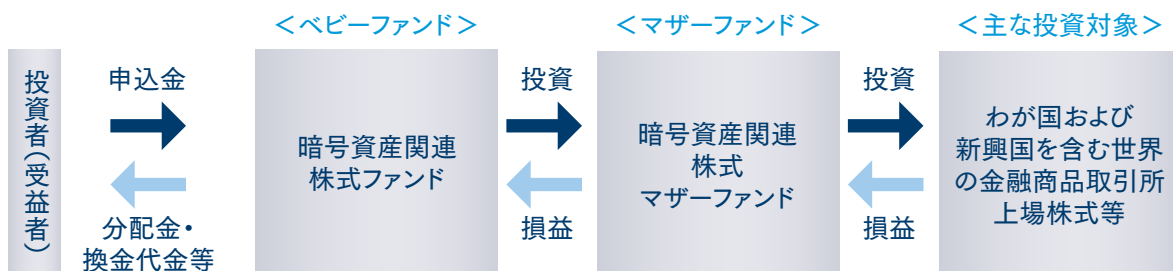 ＜ベビーファンド＞
＜マザーファンド＞
＜主な投資対象＞
投資者(受益者)
申込金
分配金・
換金代金等
暗号資産関連
株式ファンド
投資
損益
暗号資産関連
株式
マザーファンド
投資
損益
わが国および
新興国を含む世界
の金融商品取引所
上場株式等